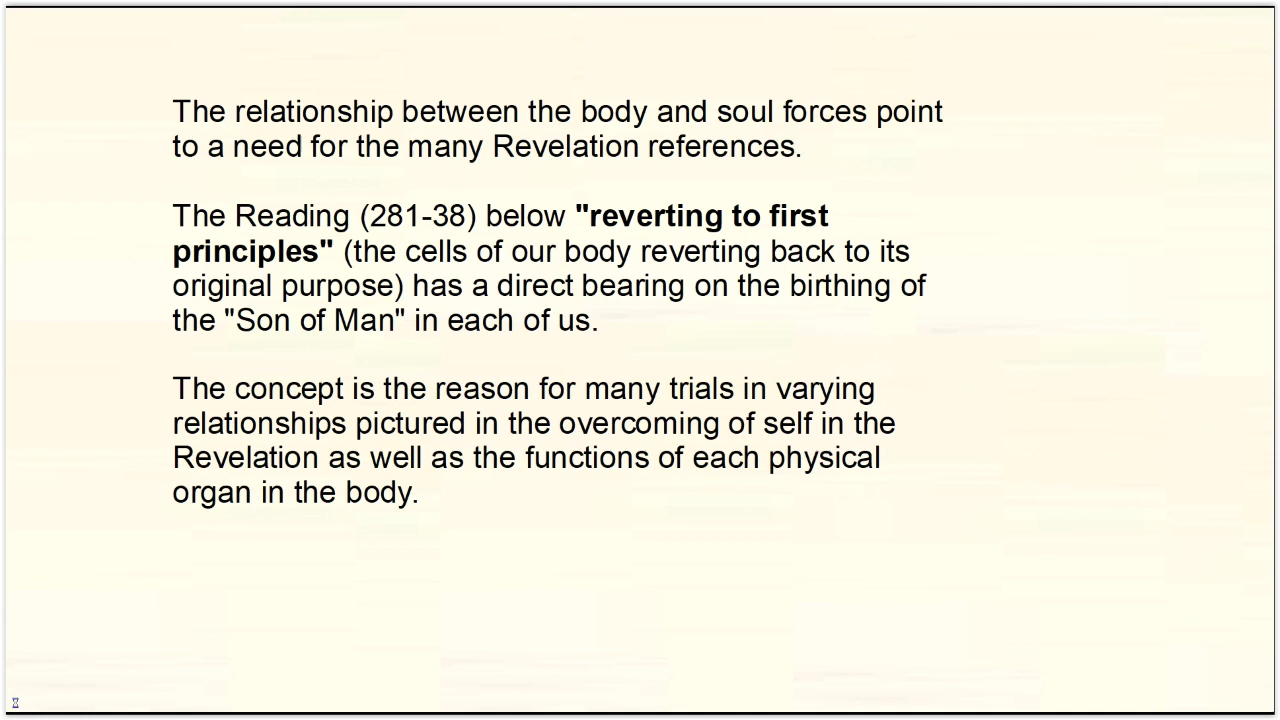 The relationship between the body and soul forces point
to a need for the many Revelation references.
The Reading (281-38) below "reverting to first
principles" (the cells of our body reverting back to its
original purpose) has a direct bearing on the birthing of
the "Son of Man" in each of us.
The concept is the reason for many trials in varying
relationships pictured in the overcoming of self in the
Revelation as well as the functions of each physical
organ in the body.